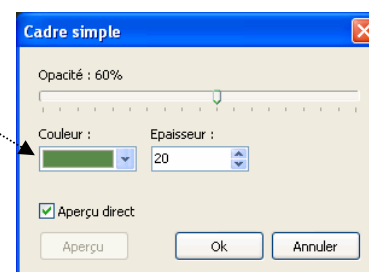 Cadre simple
Opacité : 60%
Couleur : Epaisseur :
20
Aperçu direct
Aperçu Ok Annuler